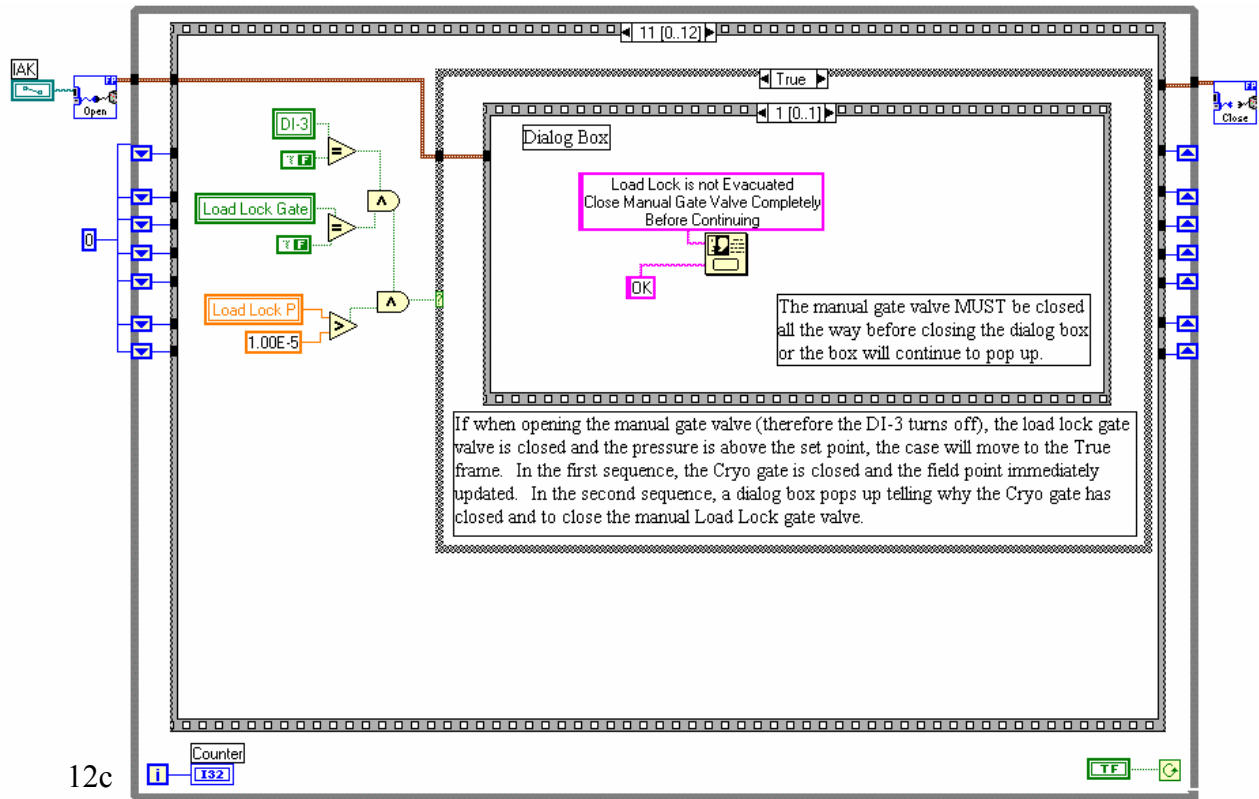 11 [0..12]
IAK
FP
Open
True
FP
Close
1 [0..1]
DI-3
=
F
Dialog Box
Load Lock is not Evacuated
Close Manual Gate Valve Completely
Before Continuing
Load Lock Gate
=
F
0
OK
Load Lock P
>
1.00E-5
?
The manual gate valve MUST be closed
all the way before closing the dialog box
or the box will continue to pop up.
If when opening the manual gate valve (therefore the DI-3 turns off), the load lock gate
valve is closed and the pressure is above the set point, the case will move to the True
frame. In the first sequence, the Cryo gate is closed and the field point immediately
updated. In the second sequence, a dialog box pops up telling why the Cryo gate has
closed and to close the manual Load Lock gate valve.
Counter
12c
i
I32
TF